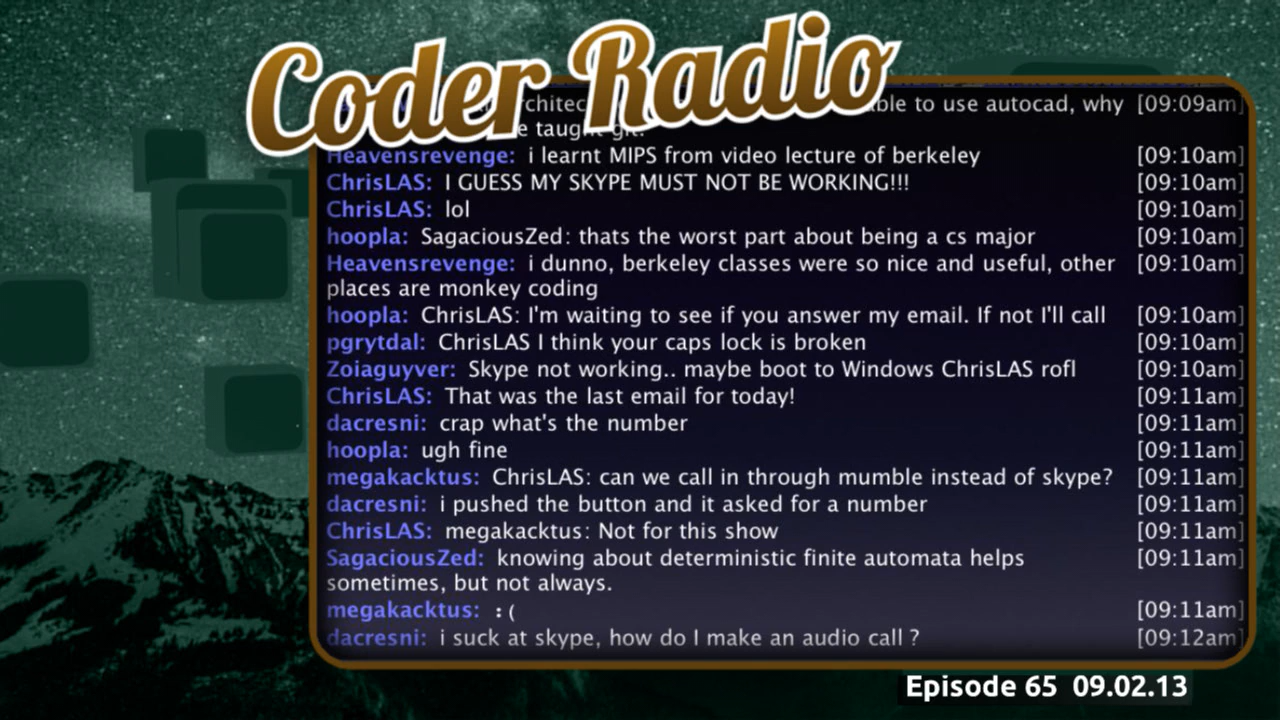 Coder Radio
able to use autocad, why [09:09am]
e taught git.
Heavensrevenge: i learnt MIPS from video lecture of berkeley [09:10am]
ChrisLAS: I GUESS MY SKYPE MUST NOT BE WORKING!!! [09:10am]
ChrisLAS: lol [09:10am]
hoopla: SagaciousZed: thats the worst part about being a cs major [09:10am]
Heavensrevenge: i dunno, berkeley classes were so nice and useful, other [09:10am]
places are monkey coding
hoopla: ChrisLAS: I'm waiting to see if you answer my email. If not I'll call [09:10am]
pgrytdal: ChrisLAS I think your caps lock is broken [09:10am]
Zoiaguyver: Skype not working.. maybe boot to Windows ChrisLAS rofl [09:10am]
ChrisLAS: That was the last email for today! [09:11am]
dacresni: crap what's the number [09:11am]
hoopla: ugh fine [09:11am]
megakacktus: ChrisLAS: can we call in through mumble instead of skype? [09:11am]
dacresni: i pushed the button and it asked for a number [09:11am]
ChrisLAS: megakacktus: Not for this show [09:11am]
SagaciousZed: knowing about deterministic finite automata helps [09:11am]
sometimes, but not always.
megakacktus: :( [09:11am]
dacresni: i suck at skype, how do I make an audio call ? [09:12am]
Episode 65 09.02.13